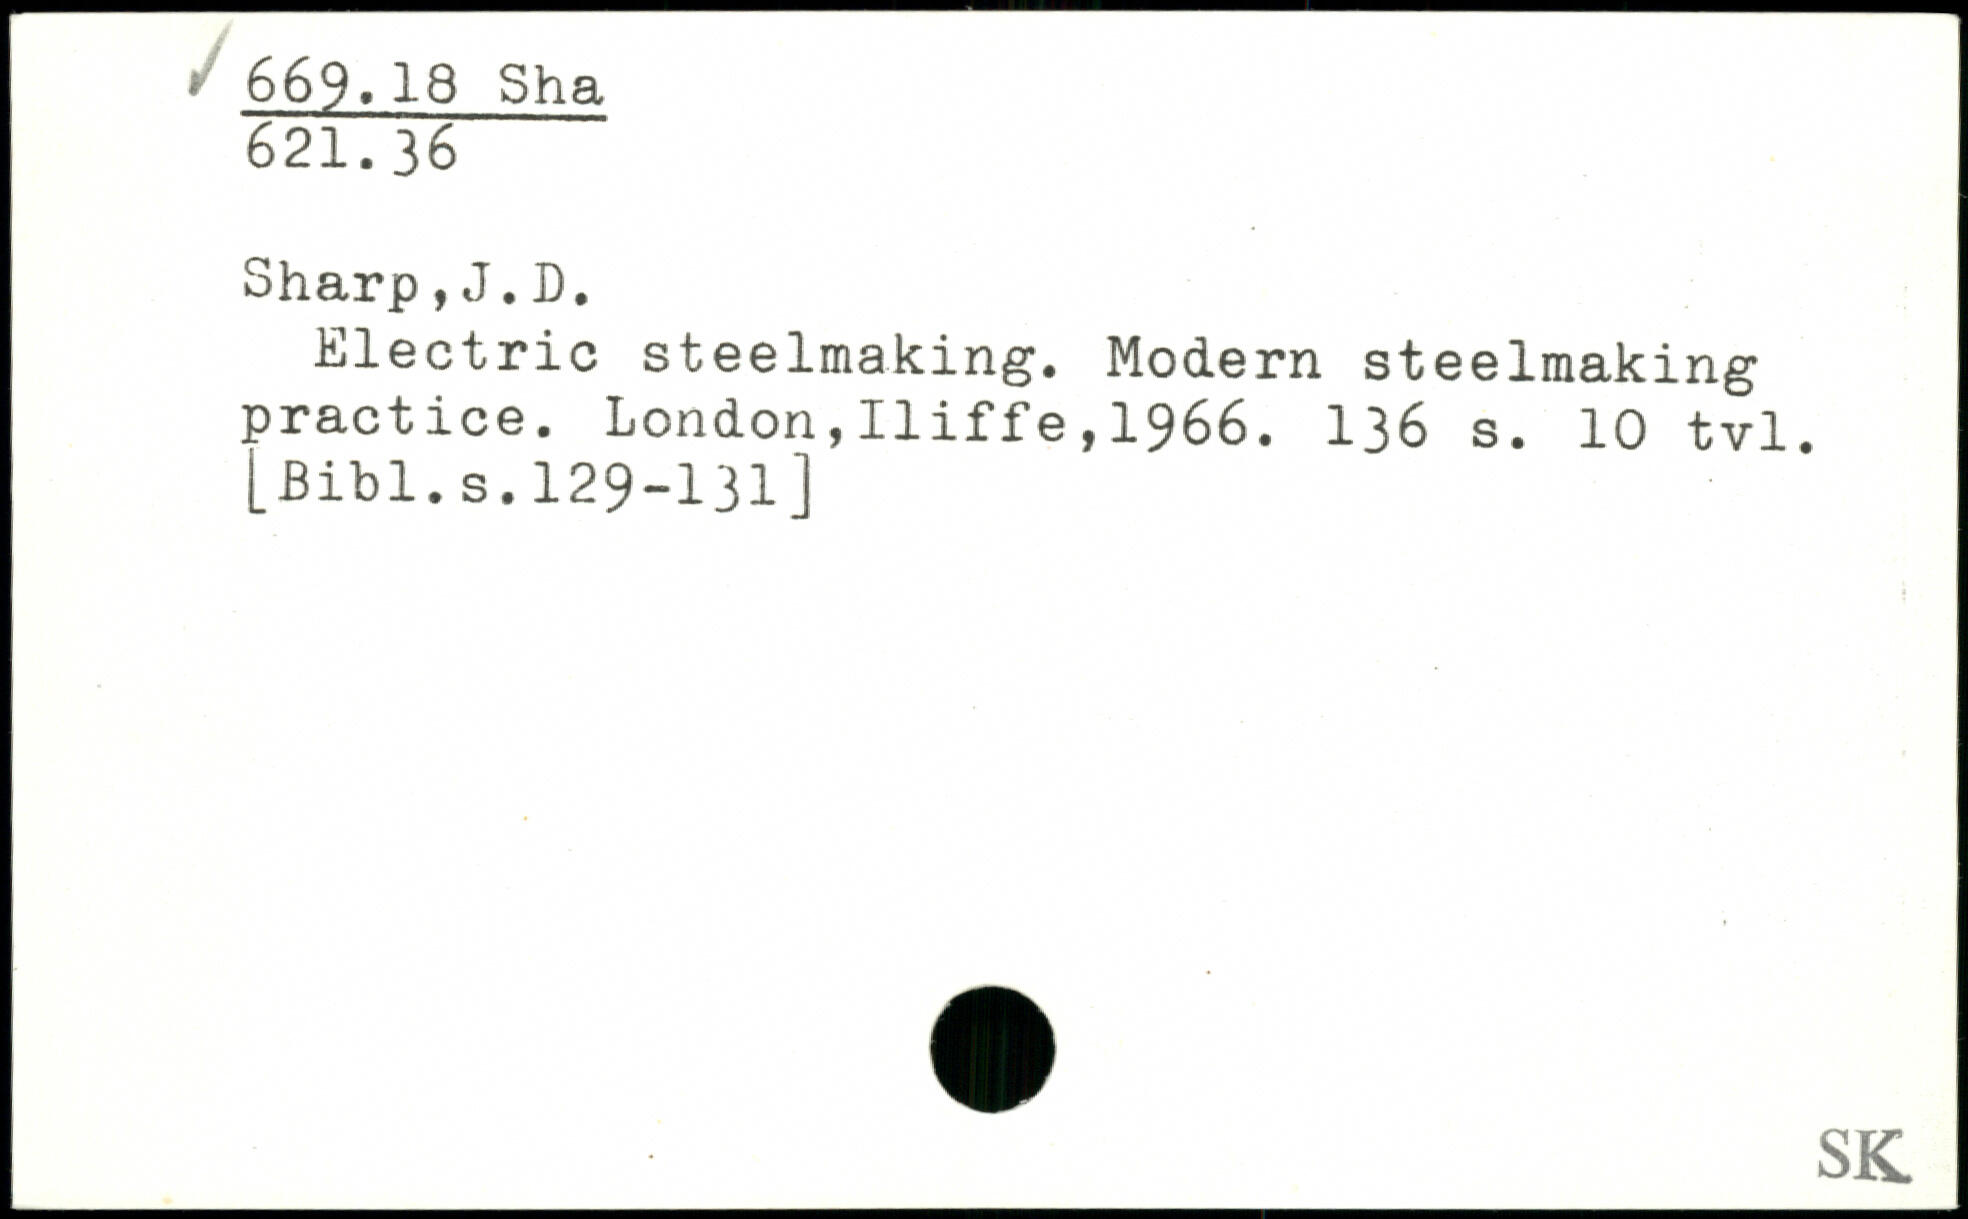 669.18 Sha
621.36
Sharp,J.D.
Electric steelmaking. Modern steelmaking
practice. London,Iliffe,1966. 136 s. 10 tvl.
[Bibl.s.129-131]
SK